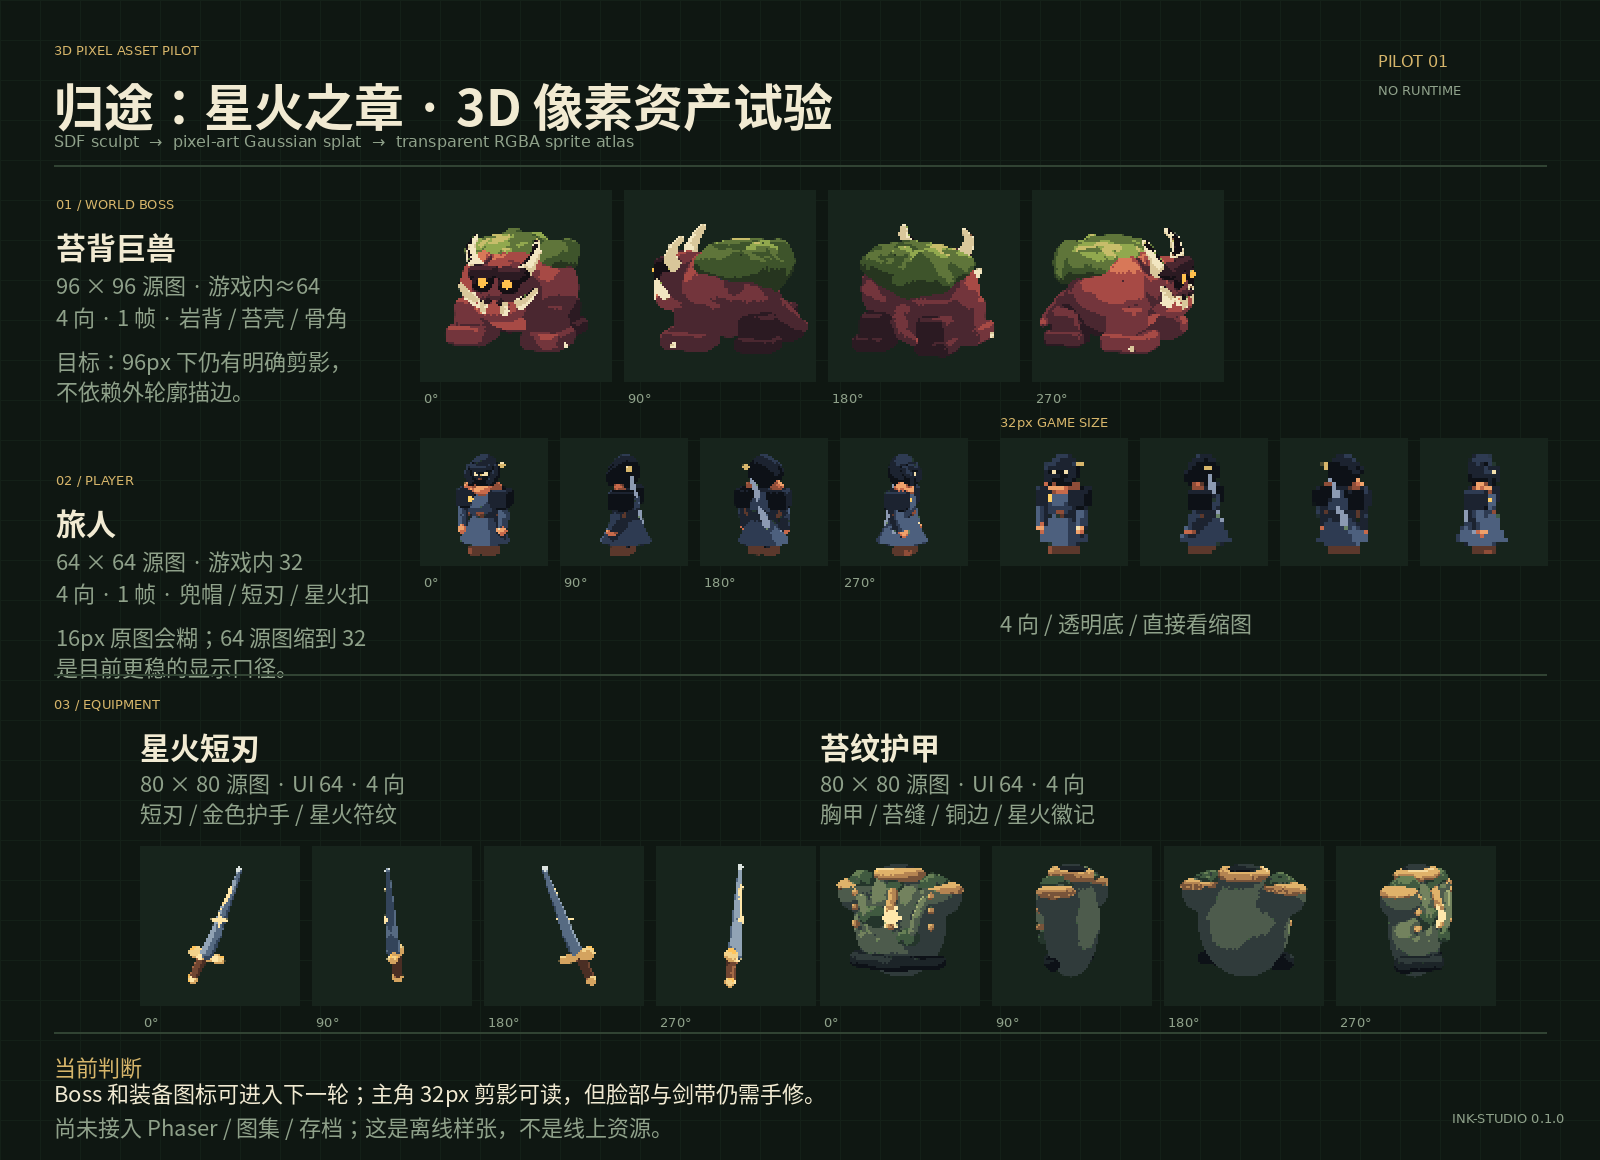 3D PIXEL ASSET PILOT
PILOT 01
归途：星火之章 · 3D 像素资产试验
NO RUNTIME
SDF sculpt → pixel-art Gaussian splat → transparent RGBA sprite atlas
01 / WORLD BOSS
苔背巨兽
96 × 96 源图 · 游戏内≈64
4 向 · 1 帧 · 岩背 / 苔壳 / 骨角
目标：96px 下仍有明确剪影，
不依赖外轮廓描边。
0°
90°
180°
270°
32px GAME SIZE
02 / PLAYER
旅人
64 × 64 源图 · 游戏内 32
4 向 · 1 帧 · 兜帽 / 短刃 / 星火扣
16px 原图会糊；64 源图缩到 32
是目前更稳的显示口径。
0°
90°
180°
270°
4 向 / 透明底 / 直接看缩图
03 / EQUIPMENT
星火短刃
80 × 80 源图 · UI 64 · 4 向
短刃 / 金色护手 / 星火符纹
苔纹护甲
80 × 80 源图 · UI 64 · 4 向
胸甲 / 苔缝 / 铜边 / 星火徽记
0°
90°
180°
270°
0°
90°
180°
270°
当前判断
Boss 和装备图标可进入下一轮；主角 32px 剪影可读，但脸部与剑带仍需手修。
尚未接入 Phaser / 图集 / 存档；这是离线样张，不是线上资源。
INK-STUDIO 0.1.0